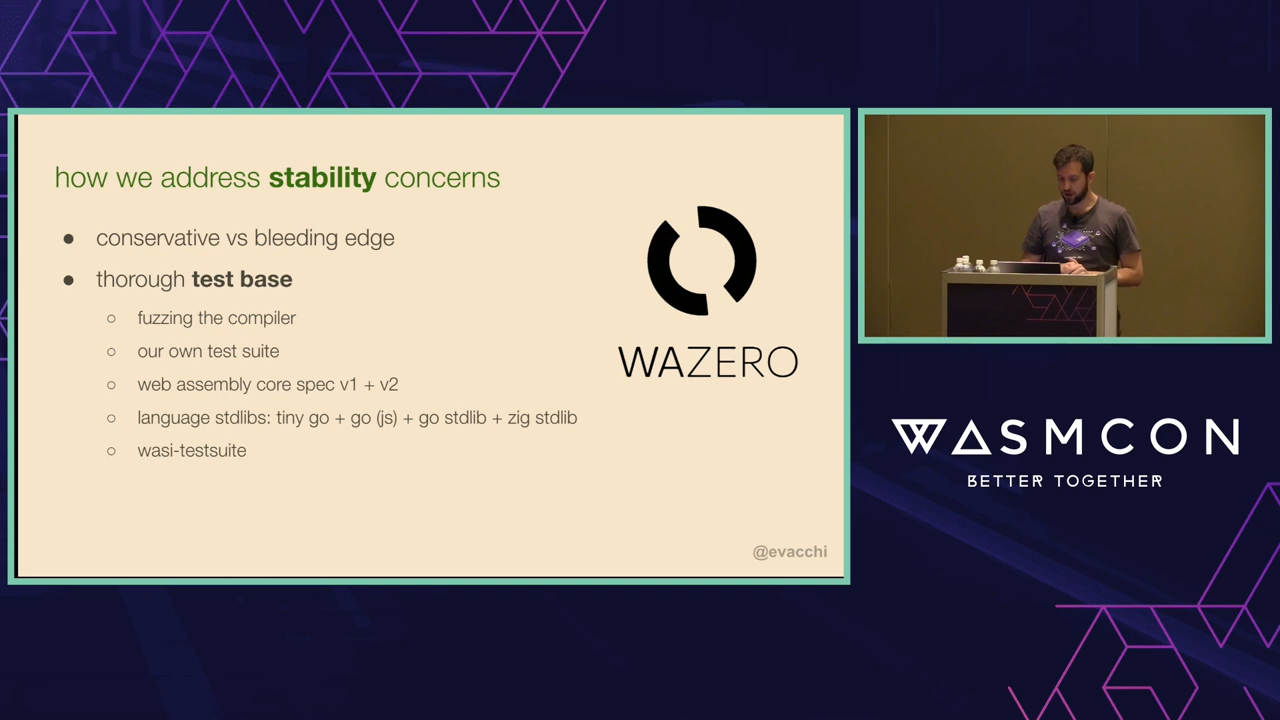 how we address stability concerns
● conservative vs bleeding edge
● thorough test base
○ fuzzing the compiler
○ our own test suite
○ web assembly core spec v1 + v2
○ language stdlibs: tiny go + go (js) + go stdlib + zig stdlib
○ wasi-testsuite
WAZERO
@evacchi
WASMCON
BETTER TOGETHER